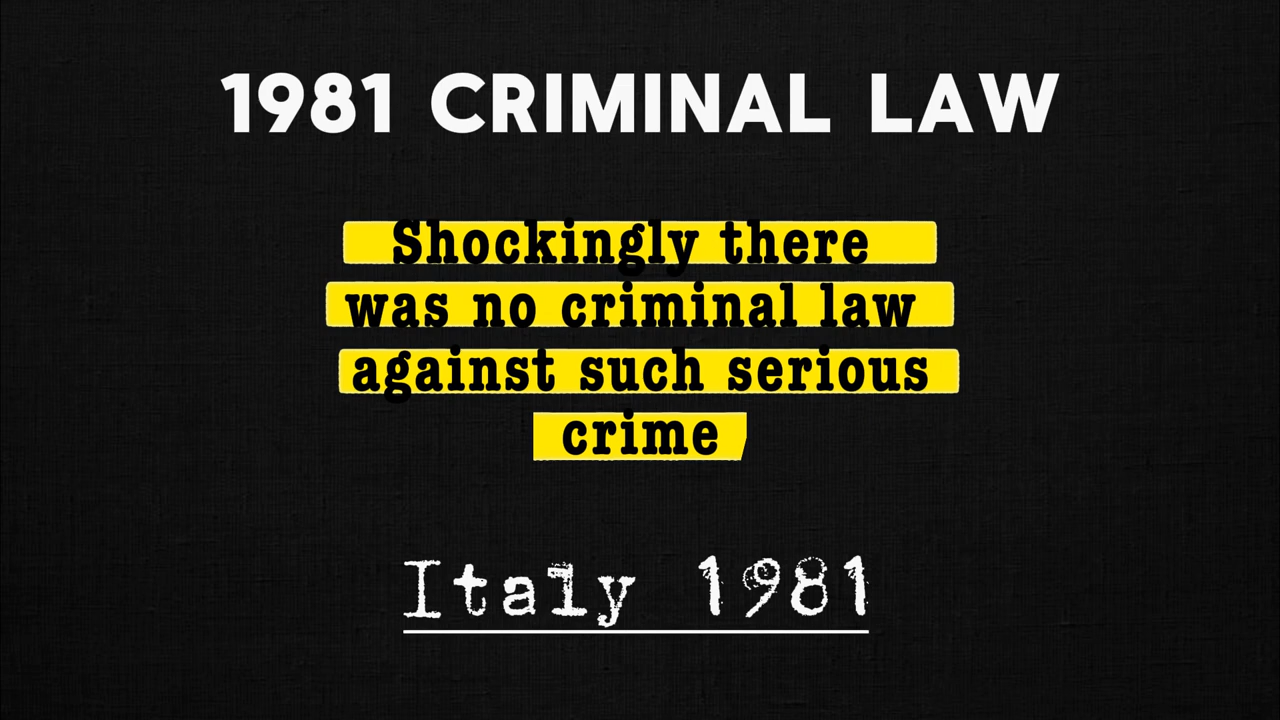 1981 CRIMINAL LAW
Shockingly there
was no criminal law
against such serious
crime
Italy 1981